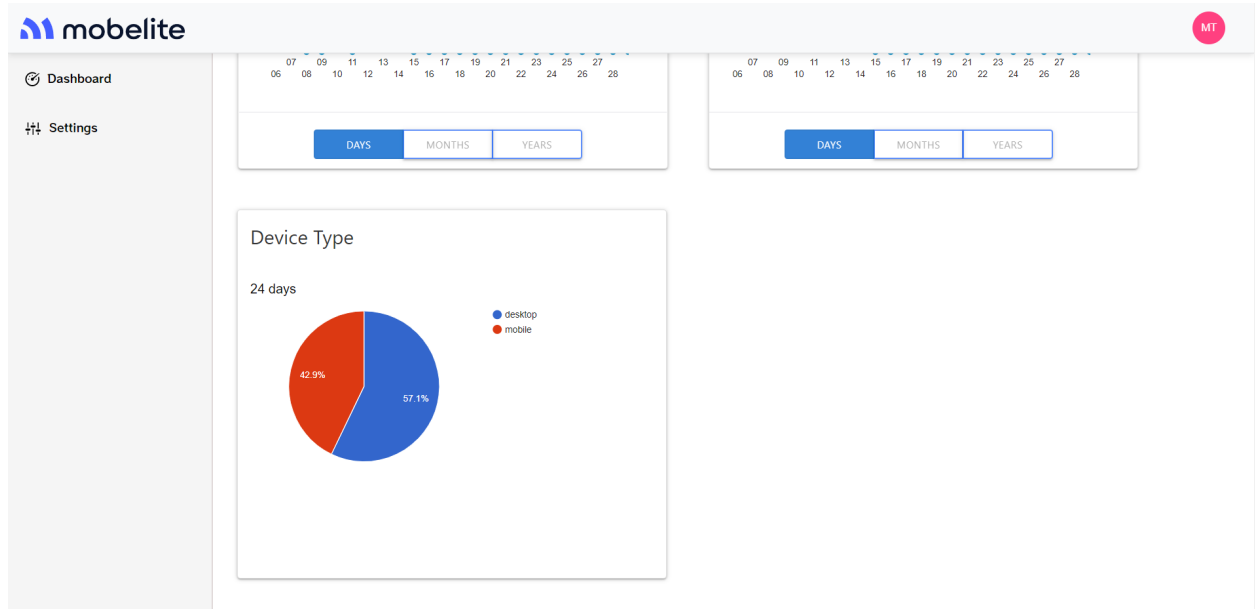 mobelite
MT
Dashboard
Settings
07 09 11 13 15 17 19 21 23 25 27
06 08 10 12 14 16 18 20 22 24 26 28
DAYS MONTHS YEARS
07 09 11 13 15 17 19 21 23 25 27
06 08 10 12 14 16 18 20 22 24 26 28
DAYS MONTHS YEARS
Device Type
24 days
desktop
mobile
42.9%
57.1%